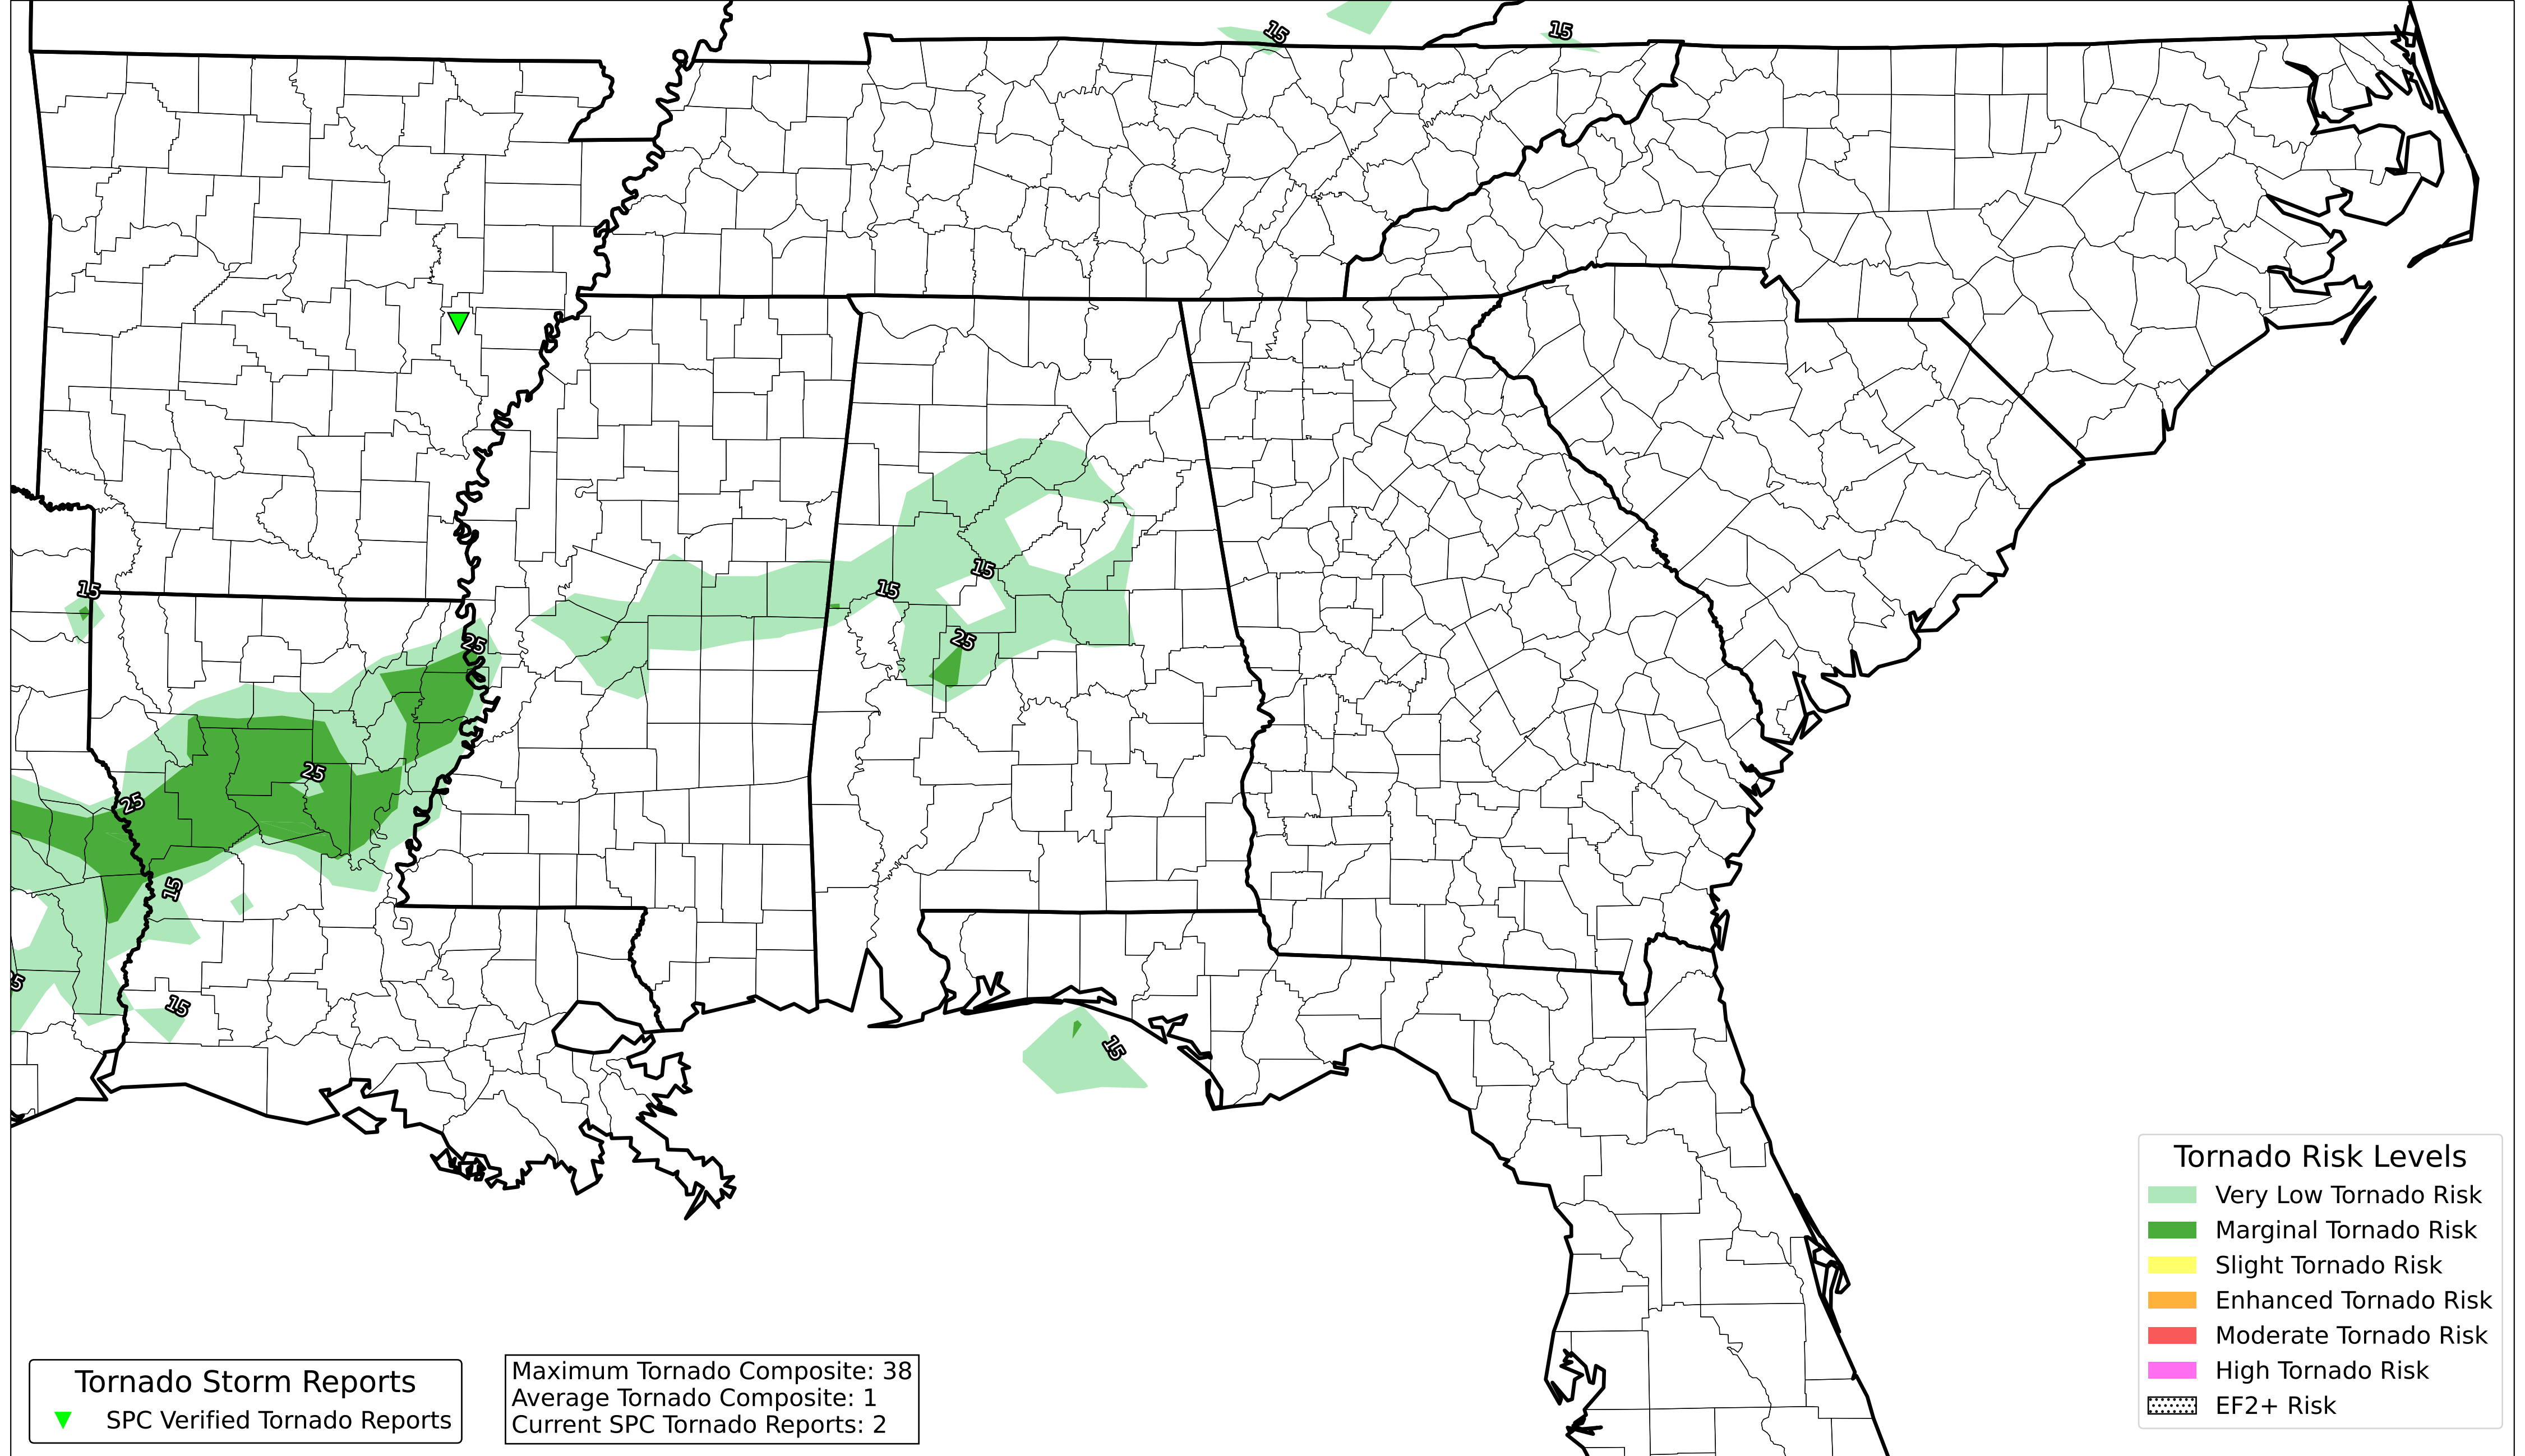 15
15
15
15
15
25
25
25
25
15
15
15
Tornado Risk Levels
Very Low Tornado Risk
Marginal Tornado Risk
Slight Tornado Risk
Enhanced Tornado Risk
Moderate Tornado Risk
High Tornado Risk
EF2+ Risk
Tornado Storm Reports
SPC Verified Tornado Reports
Maximum Tornado Composite: 38
Average Tornado Composite: 1
Current SPC Tornado Reports: 2